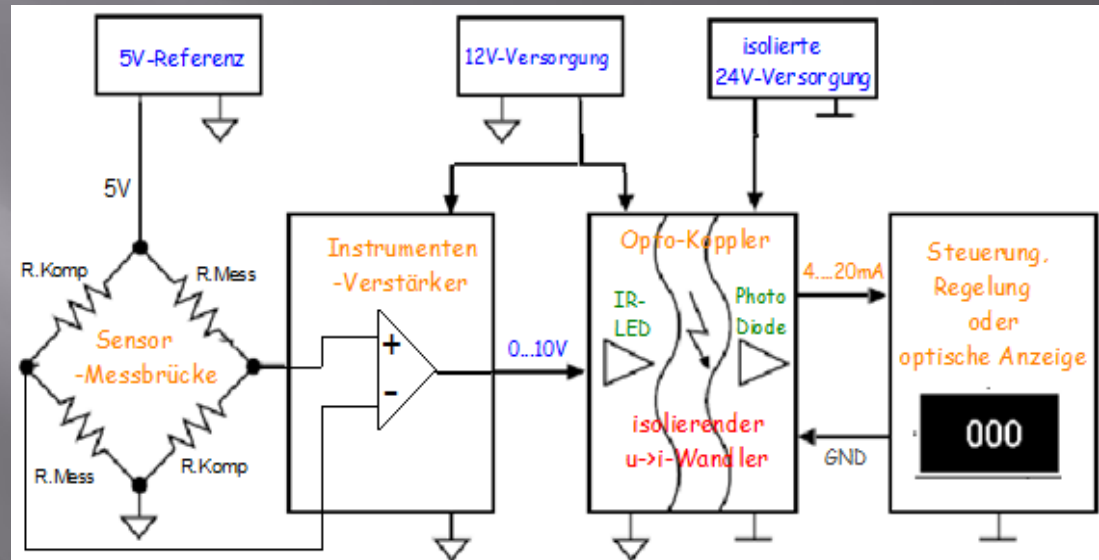 5V-Referenz
12V-Versorgung
isolierte
24V-Versorgung
5V
R.Komp
R.Mess
Sensor
-Messbrücke
R.Mess
R.Komp
Instrumenten
-Verstärker
+
-
0...10V
Opto-Koppler
IR-
LED
Photo
Diode
isolierender
u->i-Wandler
4....20mA
GND
Steuerung,
Regelung
oder
optische Anzeige
000